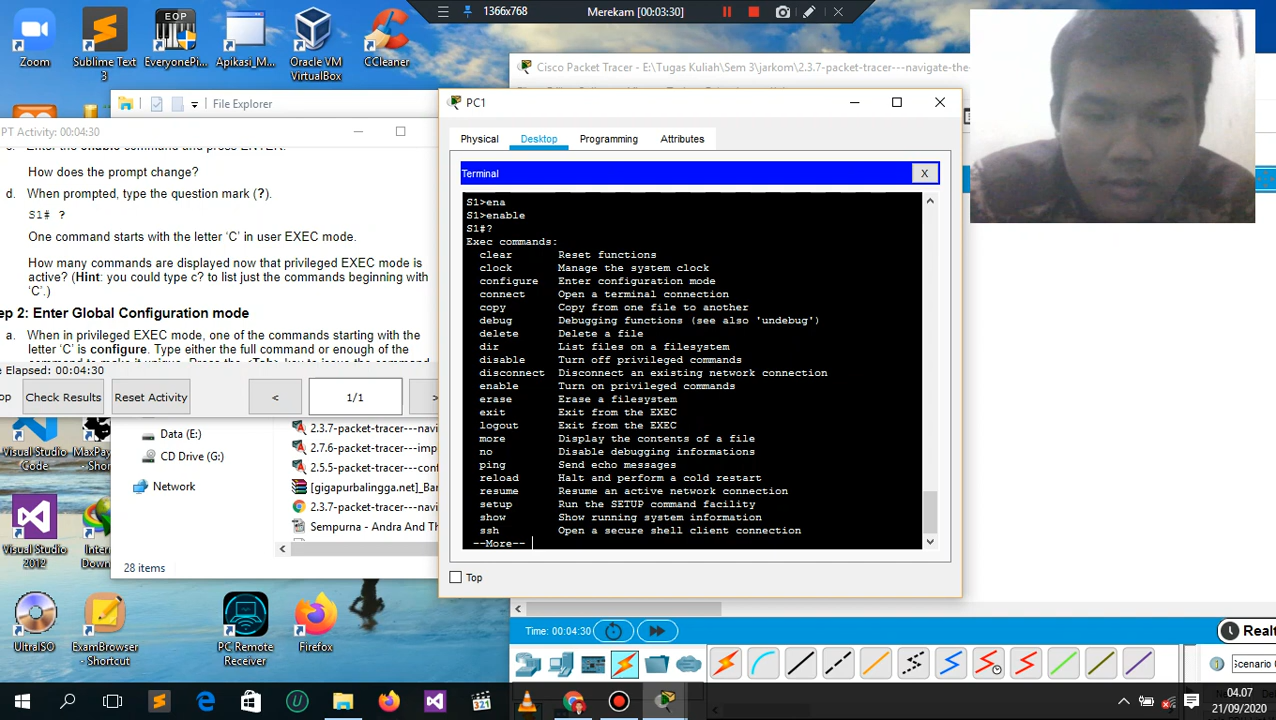 1366x768
Merekam [00:03:30]
Zoom
Sublime Text
3
EOP
EveryonePi...
Apikasi_M...
Oracle VM
VirtualBox
CCleaner
Cisco Packet Tracer - E:\Tugas Kuliah\Sem 3\jarkom\2.3.7-packet-tracer---navigate-the-
File Explorer
PT Activity: 00:04:30
How does the prompt change?
d. When prompted, type the question mark (?).
S1# ?
One command starts with the letter 'C' in user EXEC mode.
How many commands are displayed now that privileged EXEC mode is
active? (Hint: you could type c? to list just the commands beginning with
'C'.)
ep 2: Enter Global Configuration mode
a. When in privileged EXEC mode, one of the commands starting with the
letter 'C' is configure. Type either the full command or enough of the
e Elapsed: 00:04:30
op
Check Results
Reset Activity
<
1/1
>
PC1
Physical
Desktop
Programming
Attributes
Terminal
X
S1>ena
S1>enable
S1#?
Exec commands:
clear Reset functions
clock Manage the system clock
configure Enter configuration mode
connect Open a terminal connection
copy Copy from one file to another
debug Debugging functions (see also 'undebug')
delete Delete a file
dir List files on a filesystem
disable Turn off privileged commands
disconnect Disconnect an existing network connection
enable Turn on privileged commands
erase Erase a filesystem
exit Exit from the EXEC
logout Exit from the EXEC
more Display the contents of a file
no Disable debugging informations
ping Send echo messages
reload Halt and perform a cold restart
resume Resume an active network connection
setup Run the SETUP command facility
show Show running system information
ssh Open a secure shell client connection
--More--
Top
Data (E:)
CD Drive (G:)
Network
28 items
2.3.7-packet-tracer---navi
2.7.6-packet-tracer---imp
2.5.5-packet-tracer---conf
[gigapurbalingga.net]_Ban
2.3.7-packet-tracer---navi
Sempurna - Andra And Th
Visual Studio
Code
MaxPay
- Shor
Visual Studio
2012
Inter
Down
UltraISO
ExamBrowser
- Shortcut
PC Remote
Receiver
Firefox
Time: 00:04:30
Realt
Scenario (
321
04.07
21/09/2020